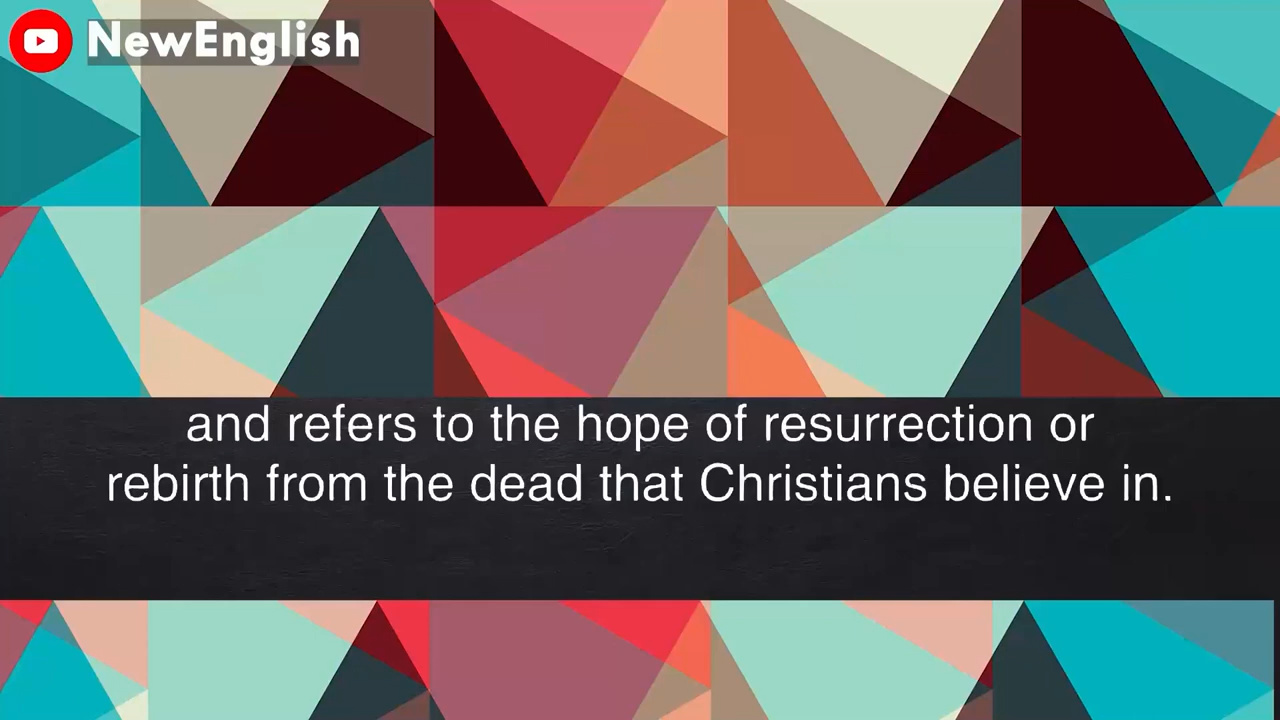 NewEnglish
and refers to the hope of resurrection or
rebirth from the dead that Christians believe in.